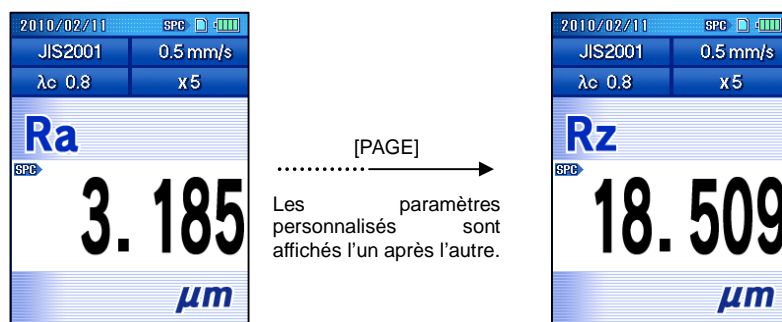 2010/02/11 SPC
JIS2001 0.5 mm/s
λc 0.8 x5
Ra
SPC
3. 185
µm
[PAGE]
Les paramètres
personnalisés sont
affichés l’un après l’autre.
2010/02/11 SPC
JIS2001 0.5 mm/s
λc 0.8 x5
Rz
SPC
18. 509
µm